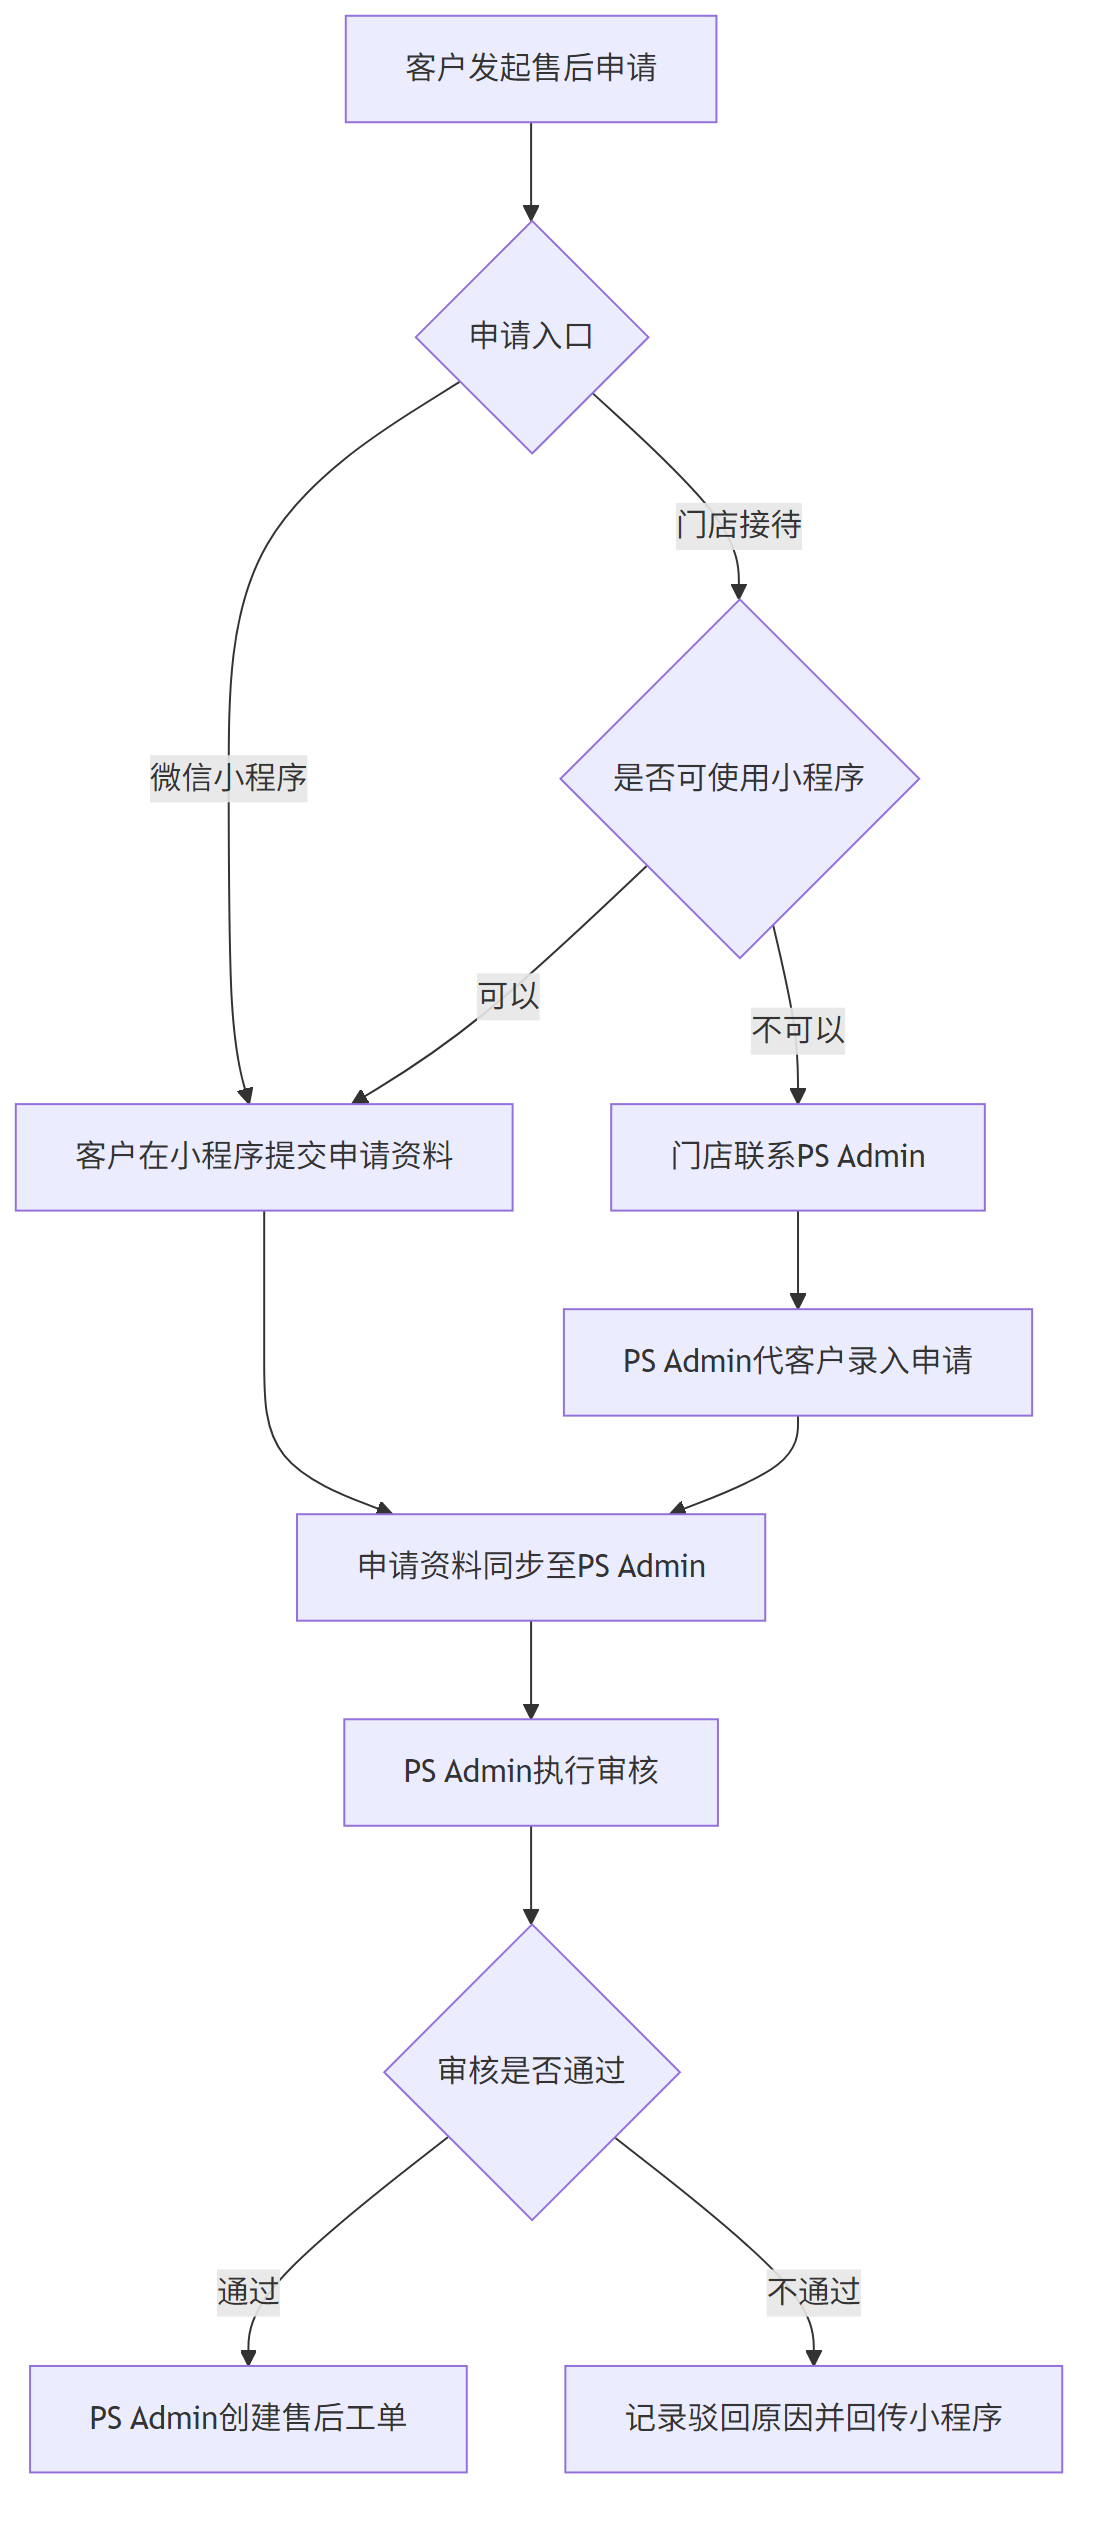 客户发起售后申请
申请入口
门店接待
微信小程序
是否可使用小程序
可以
不可以
客户在小程序提交申请资料
门店联系PS Admin
PS Admin代客户录入申请
申请资料同步至PS Admin
PS Admin执行审核
审核是否通过
通过
不通过
PS Admin创建售后工单
记录驳回原因并回传小程序